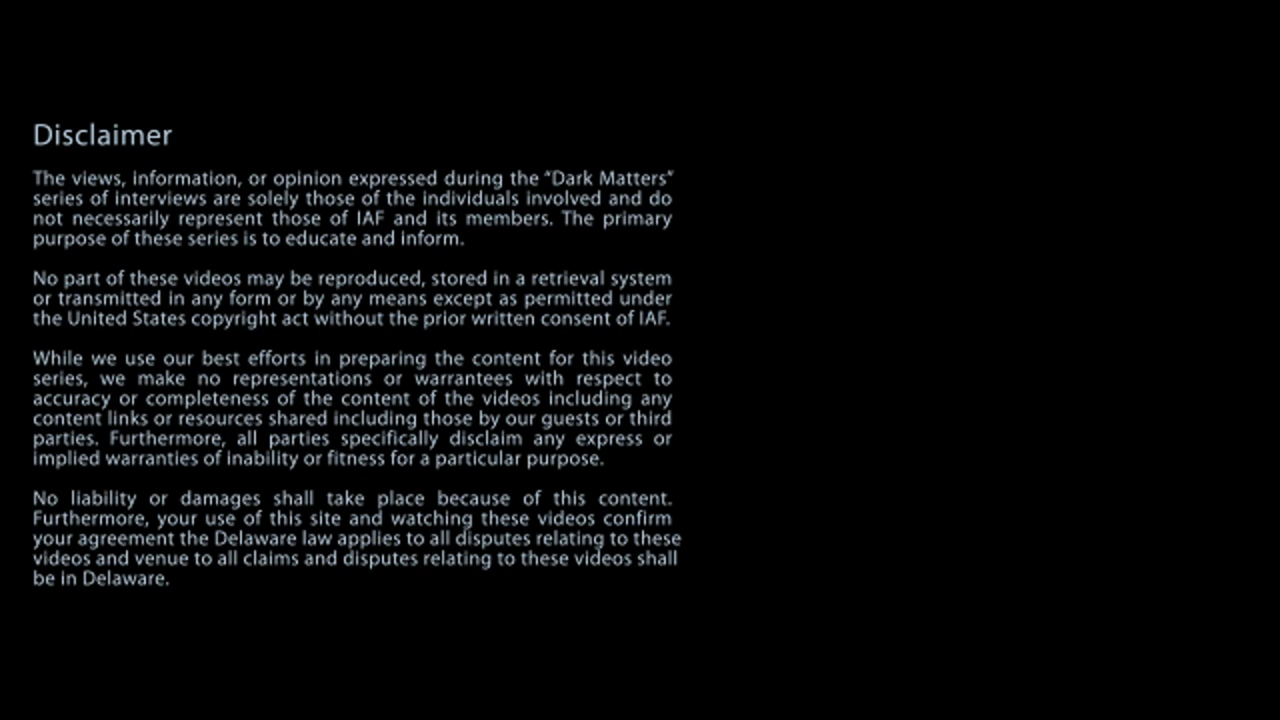 Disclaimer
The views, information, or opinion expressed during the “Dark Matters”
series of interviews are solely those of the individuals involved and do
not necessarily represent those of IAF and its members. The primary
purpose of these series is to educate and inform.
No part of these videos may be reproduced, stored in a retrieval system
or transmitted in any form or by any means except as permitted under
the United States copyright act without the prior written consent of IAF.
While we use our best efforts in preparing the content for this video
series, we make no representations or warrantees with respect to
accuracy or completeness of the content of the videos including any
content links or resources shared including those by our guests or third
parties. Furthermore, all parties specifically disclaim any express or
implied warranties of inability or fitness for a particular purpose.
No liability or damages shall take place because of this content.
Furthermore, your use of this site and watching these videos confirm
your agreement the Delaware law applies to all disputes relating to these
videos and venue to all claims and disputes relating to these videos shall
be in Delaware.